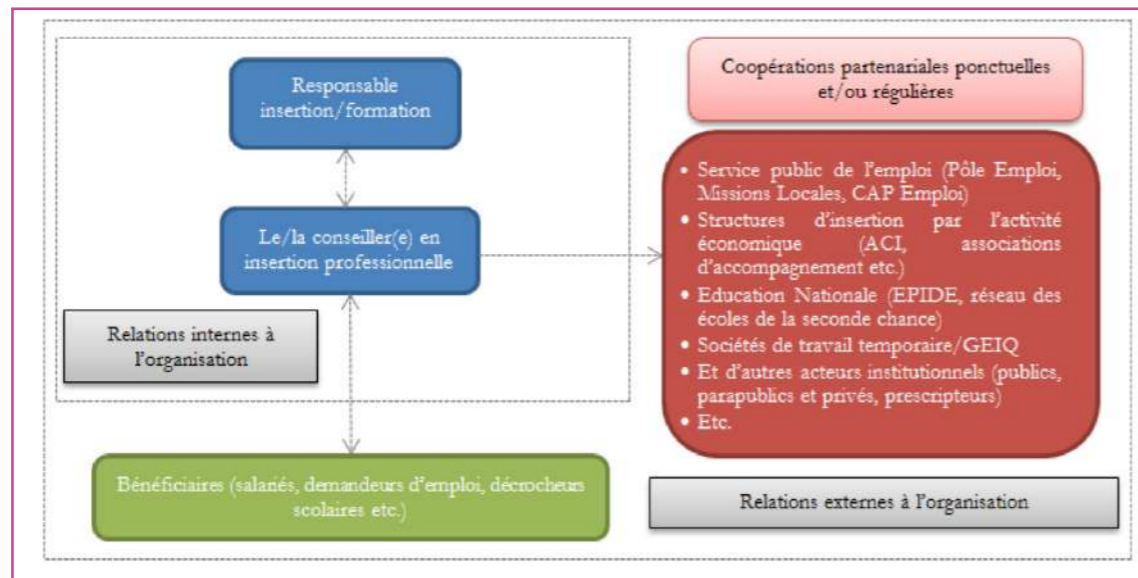 Responsable
insertion/formation
Le/la conseiller(e) en
insertion professionnelle
Relations internes à
l'organisation
Bénéficiaires (salariés, demandeurs d'emploi, décrocheurs
scolaires etc.)
Coopérations partenariales ponctuelles
et/ou régulières
• Service public de l'emploi (Pôle Emploi,
Missions Locales, CAP Emploi)
• Structures d'insertion par l'activité
économique (ACI, associations
d'accompagnement etc.)
• Education Nationale (EPIDE, réseau des
écoles de la seconde chance)
• Sociétés de travail temporaire/GEIQ
• Et d'autres acteurs institutionnels (publics,
parapublics et privés, prescripteurs)
• Etc.
Relations externes à l'organisation